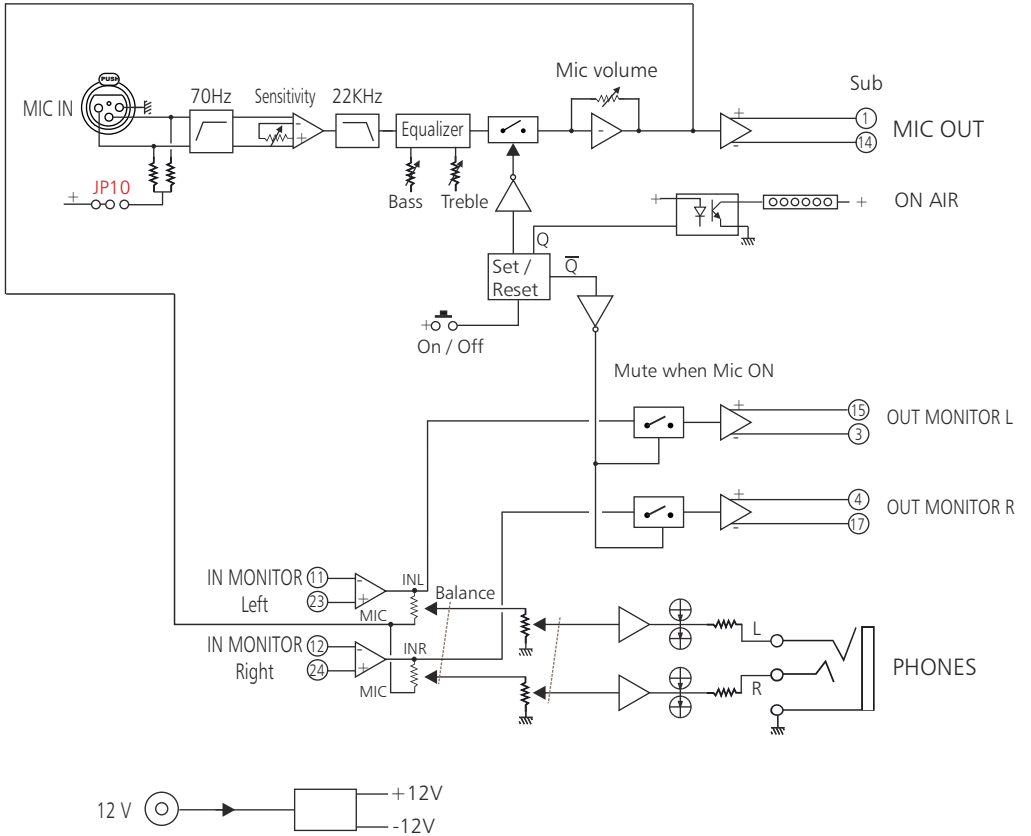 PUSH
MIC IN
70Hz
Sensitivity
22KHz
Equalizer
Mic volume
Sub
1
14
MIC OUT
JP10
+
Bass
Treble
+
+
ON AIR
Q
Set /
Reset
Q̅
+
On / Off
Mute when Mic ON
+
-
15
3
OUT MONITOR L
+
-
4
17
OUT MONITOR R
IN MONITOR
Left
11
23
-
+
INL
MIC
Balance
IN MONITOR
Right
12
24
-
+
INR
MIC
L
R
PHONES
12 V
+12V
-12V